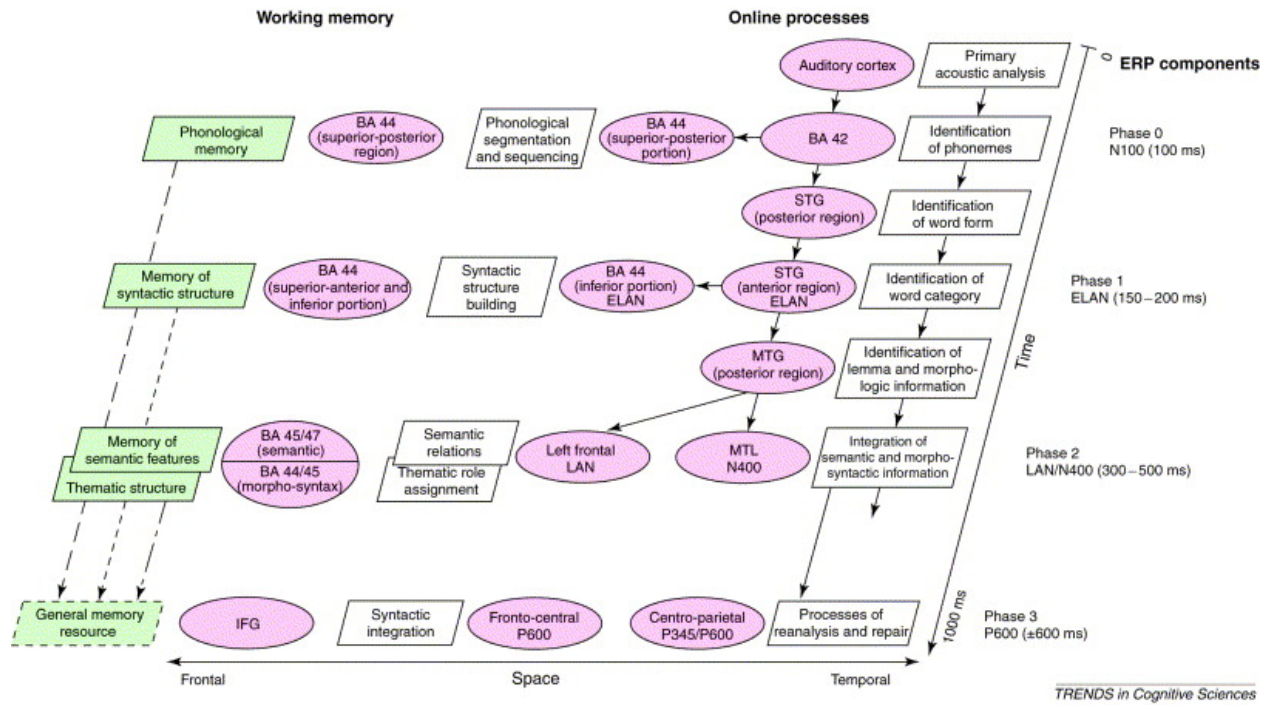 Working memory
Online processes
Auditory cortex
Primary
acoustic analysis
0
ERP components
Phonological
memory
BA 44
(superior-posterior
region)
Phonological
segmentation
and sequencing
BA 44
(superior-posterior
portion)
BA 42
Identification
of phonemes
Phase 0
N100 (100 ms)
STG
(posterior region)
Identification
of word form
Memory of
syntactic structure
BA 44
(superior-anterior and
inferior portion)
Syntactic
structure
building
BA 44
(inferior portion)
ELAN
STG
(anterior region)
ELAN
Identification of
word category
Phase 1
ELAN (150–200 ms)
MTG
(posterior region)
Identification of
lemma and morpho-
logic information
Time
Memory of
semantic features
Thematic structure
BA 45/47
(semantic)
BA 44/45
(morpho-syntax)
Semantic
relations
Thematic role
assignment
Left frontal
LAN
MTL
N400
Integration of
semantic and morpho-
syntactic information
Phase 2
LAN/N400 (300–500 ms)
General memory
resource
IFG
Syntactic
integration
Fronto-central
P600
Centro-parietal
P345/P600
Processes of
reanalysis and repair
1000 ms
Phase 3
P600 (±600 ms)
Frontal
Space
Temporal
TRENDS in Cognitive Sciences